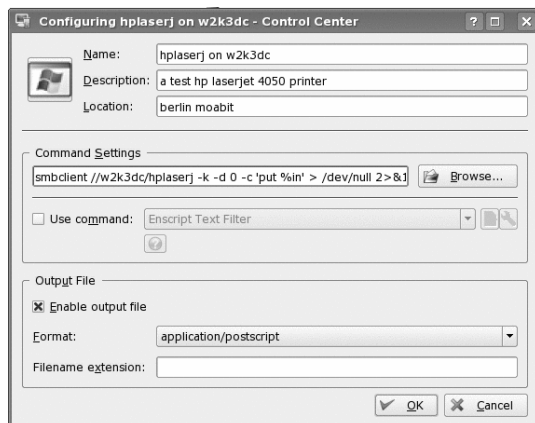 Configuring hplaserj on w2k3dc - Control Center
Name: hplaserj on w2k3dc
Description: a test hp laserjet 4050 printer
Location: berlin moabit
Command Settings
smbclient //w2k3dc/hplaserj -k -d 0 -c 'put %in' > /dev/null 2>&1 Browse...
Use command: Enscript Text Filter
Output File
Enable output file
Format: application/postscript
Filename extension:
OK Cancel